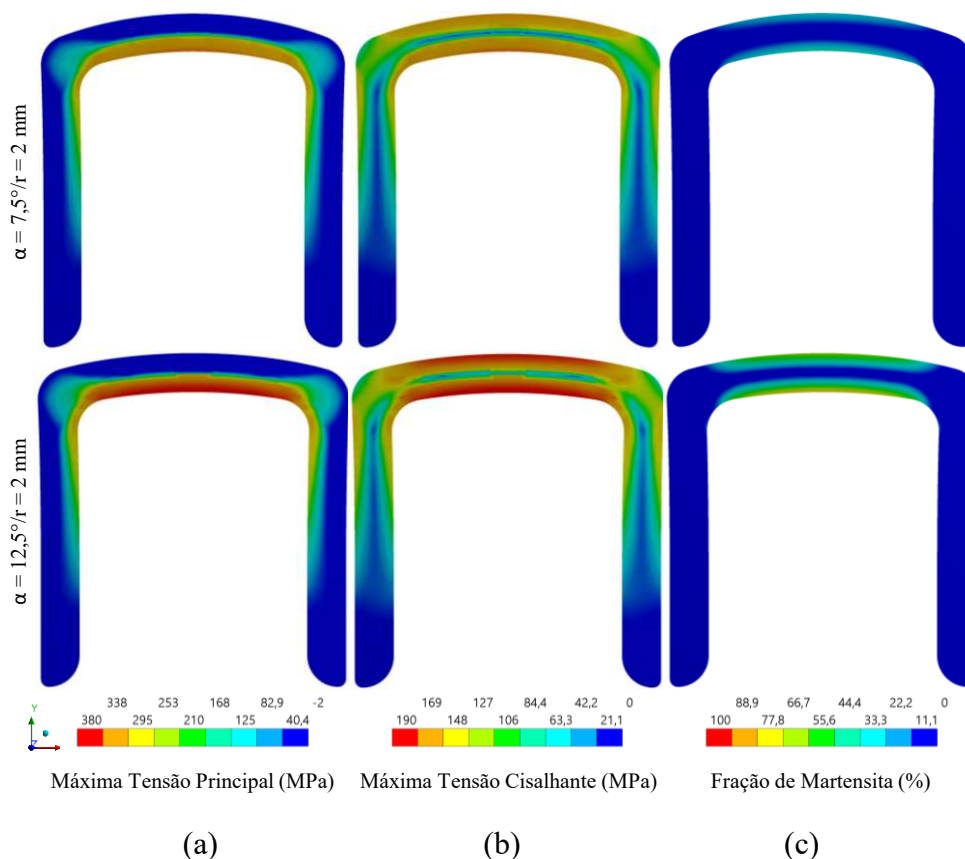 α = 7,5°/r = 2 mm
α = 12,5°/r = 2 mm
338 253 168 82,9 -2
380 295 210 125 40,4
169 127 84,4 42,2 0
190 148 106 63,3 21,1
88,9 66,7 44,4 22,2 0
100 77,8 55,6 33,3 11,1
Y
Z
Máxima Tensão Principal (MPa)
Máxima Tensão Cisalhante (MPa)
Fração de Martensita (%)
(a)
(b)
(c)